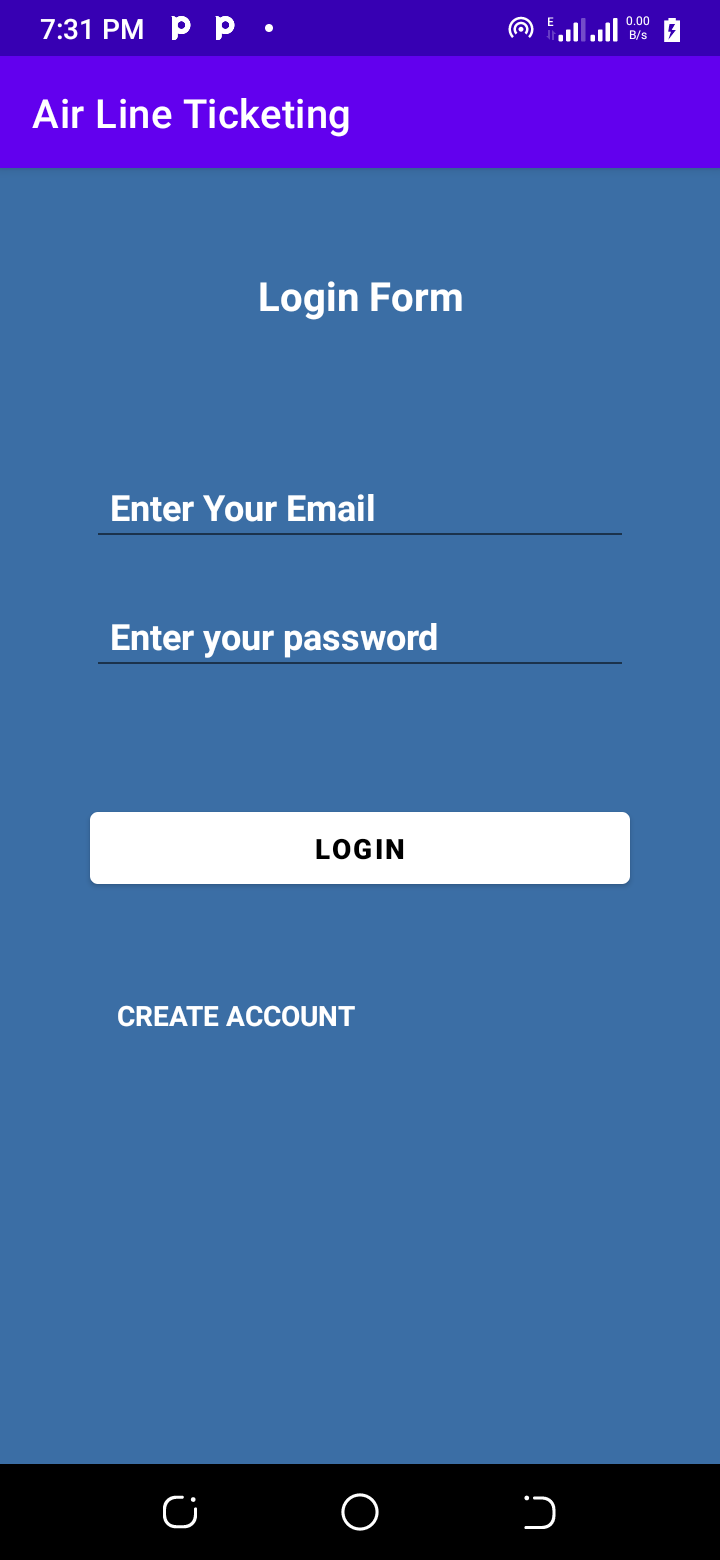 7:31 PM
E
0.00
B/s
Air Line Ticketing
Login Form
Enter Your Email
Enter your password
LOGIN
CREATE ACCOUNT